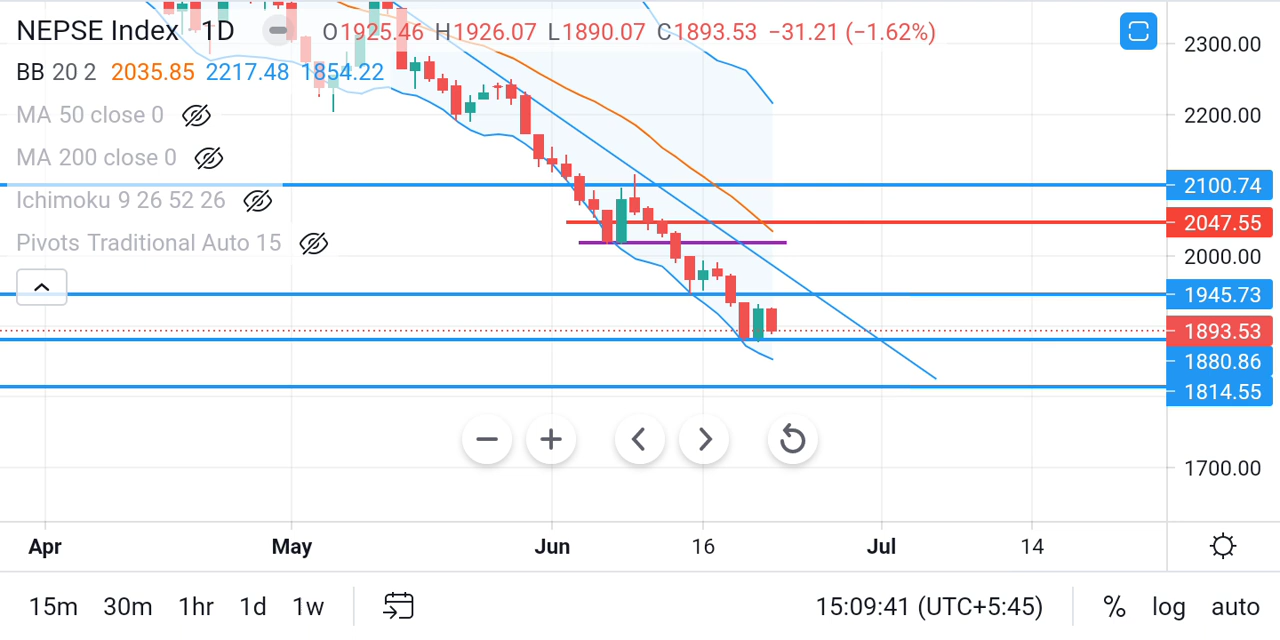 NEPSE Index 1D O1925.46 H1926.07 L1890.07 C1893.53 −31.21 (−1.62%)
BB 20 2 2035.85 2217.48 1854.22
MA 50 close 0
MA 200 close 0
Ichimoku 9 26 52 26
Pivots Traditional Auto 15
2300.00
2200.00
2100.74
2047.55
2000.00
1945.73
1893.53
1880.86
1814.55
1700.00
Apr May Jun 16 Jul 14
15m 30m 1hr 1d 1w 15:09:41 (UTC+5:45) % log auto